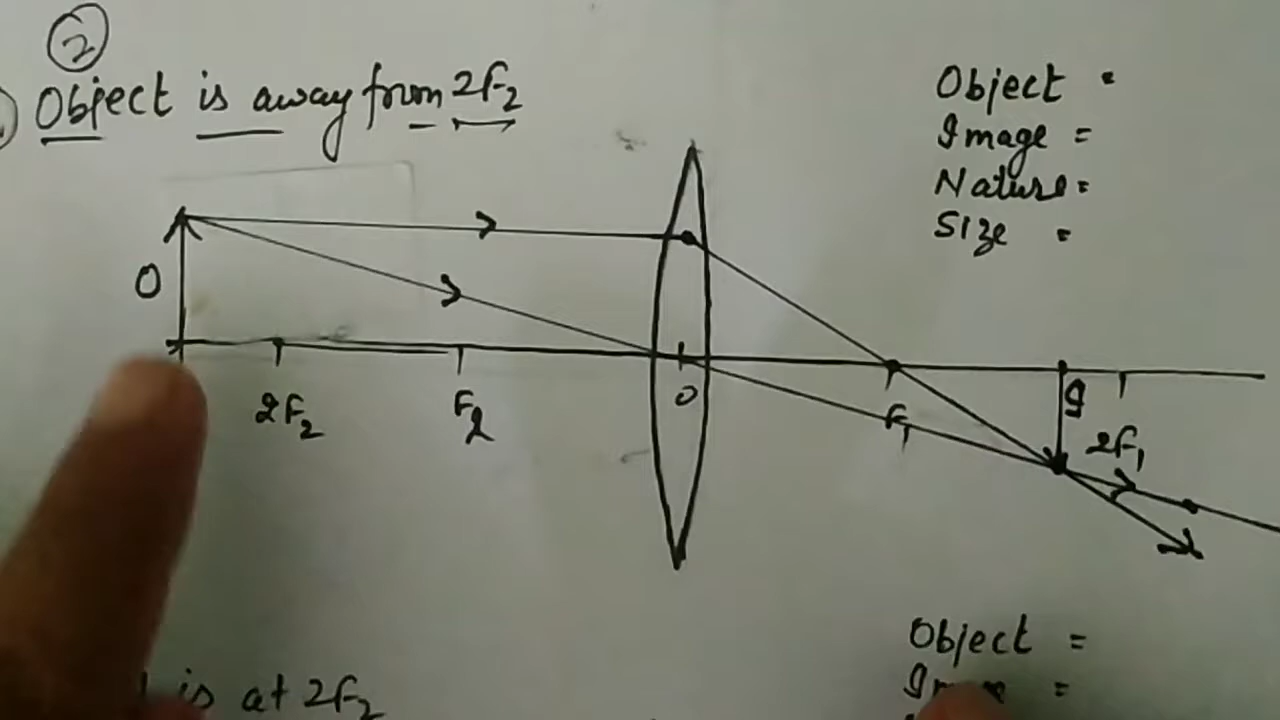 2
Object is away from 2F2
Object =
Image =
Nature =
Size =
O
2F2
F2
O
F1
I
2F1
Object =
is at 2F2
=